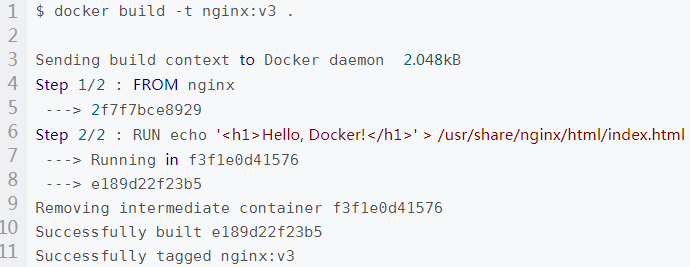 1 $ docker build -t nginx:v3 .
2
3 Sending build context to Docker daemon  2.048kB
4 Step 1/2 : FROM nginx
5  ---> 2f7f7bce8929
6 Step 2/2 : RUN echo '<h1>Hello, Docker!</h1>' > /usr/share/nginx/html/index.html
7  ---> Running in f3f1e0d41576
8  ---> e189d22f23b5
9 Removing intermediate container f3f1e0d41576
10 Successfully built e189d22f23b5
11 Successfully tagged nginx:v3